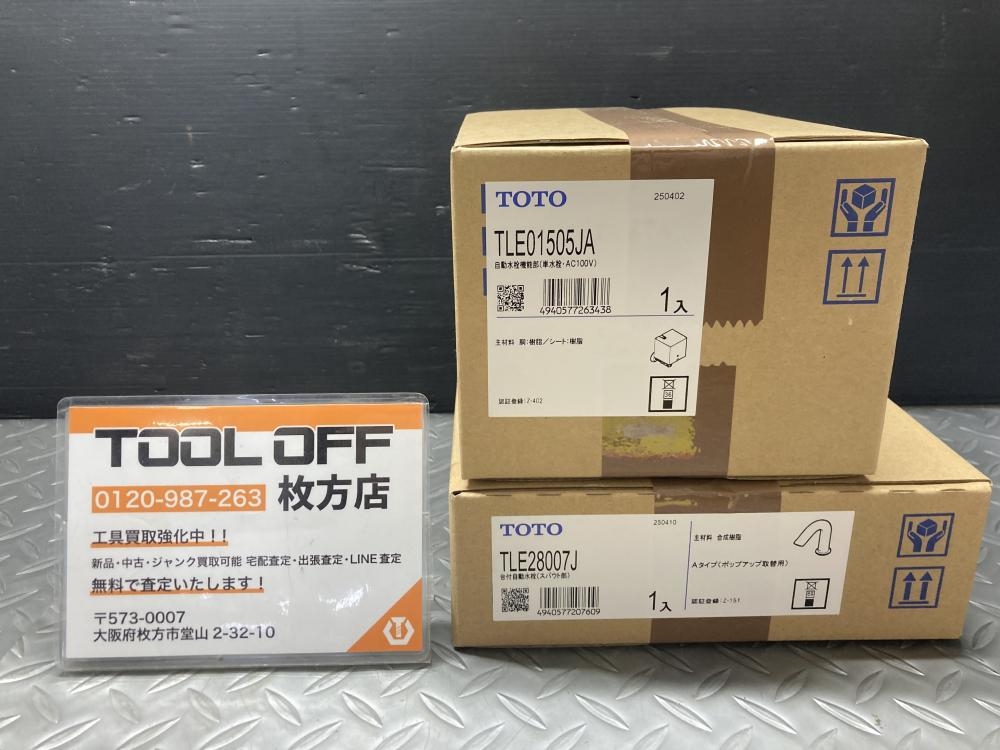 TOOL OFF
0120-987-263 枚方店
工具買取強化中！！
新品・中古・ジャンク買取可能 宅配査定・出張査定・LINE査定
無料で査定いたします！
〒573-0007
大阪府枚方市堂山 2-32-10
TOTO 250402
TLE01505JA
自動水栓機能部（単水栓・AC100V）
4940577263438
1入
主材料 胴：樹脂／シート：樹脂
36
認証登録：Z-402
TOTO 250410
TLE28007J
台付自動水栓（スパウト部）
4940577207609
1入
主材料 合成樹脂
Aタイプ（ポップアップ取替用）
認証登録：Z-151